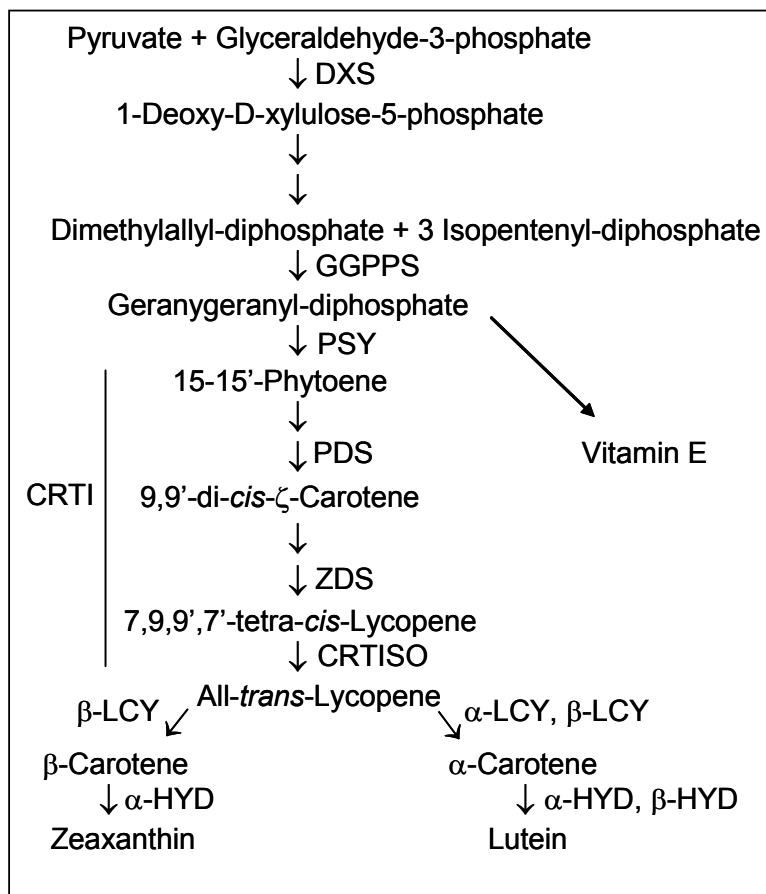 Pyruvate + Glyceraldehyde-3-phosphate
↓ DXS
1-Deoxy-D-xylulose-5-phosphate
↓
↓
Dimethylallyl-diphosphate + 3 Isopentenyl-diphosphate
↓ GGPPS
Geranygeranyl-diphosphate
↓ PSY
15-15’-Phytoene
↓
↓ PDS
Vitamin E
CRTI
9,9’-di-cis-ζ-Carotene
↓
↓ ZDS
7,9,9’,7’-tetra-cis-Lycopene
↓ CRTISO
All-trans-Lycopene
β-LCY ↙
↘ α-LCY, β-LCY
β-Carotene
α-Carotene
↓ α-HYD
↓ α-HYD, β-HYD
Zeaxanthin
Lutein